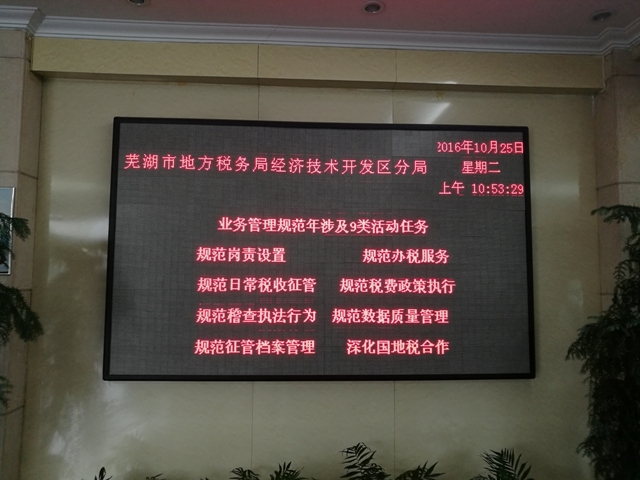 芜湖市地方税务局经济技术开发区分局
2016年10月25日
星期二
上午 10:53:29
业务管理规范年涉及9类活动任务
规范岗责设置 规范办税服务
规范日常税收征管 规范税费政策执行
规范稽查执法行为 规范数据质量管理
规范征管档案管理 深化国地税合作